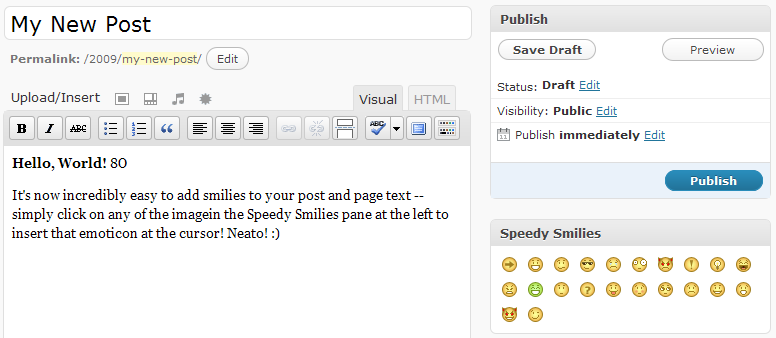 My New Post
Permalink: /2009/my-new-post/ Edit
Upload/Insert
Visual
HTML
B I ABC
ABC
Hello, World! 8O
It's now incredibly easy to add smilies to your post and page text --
simply click on any of the imagein the Speedy Smilies pane at the left to
insert that emoticon at the cursor! Neato! :)
Publish
Save Draft
Preview
Status: Draft Edit
Visibility: Public Edit
11 Publish immediately Edit
Publish
Speedy Smilies